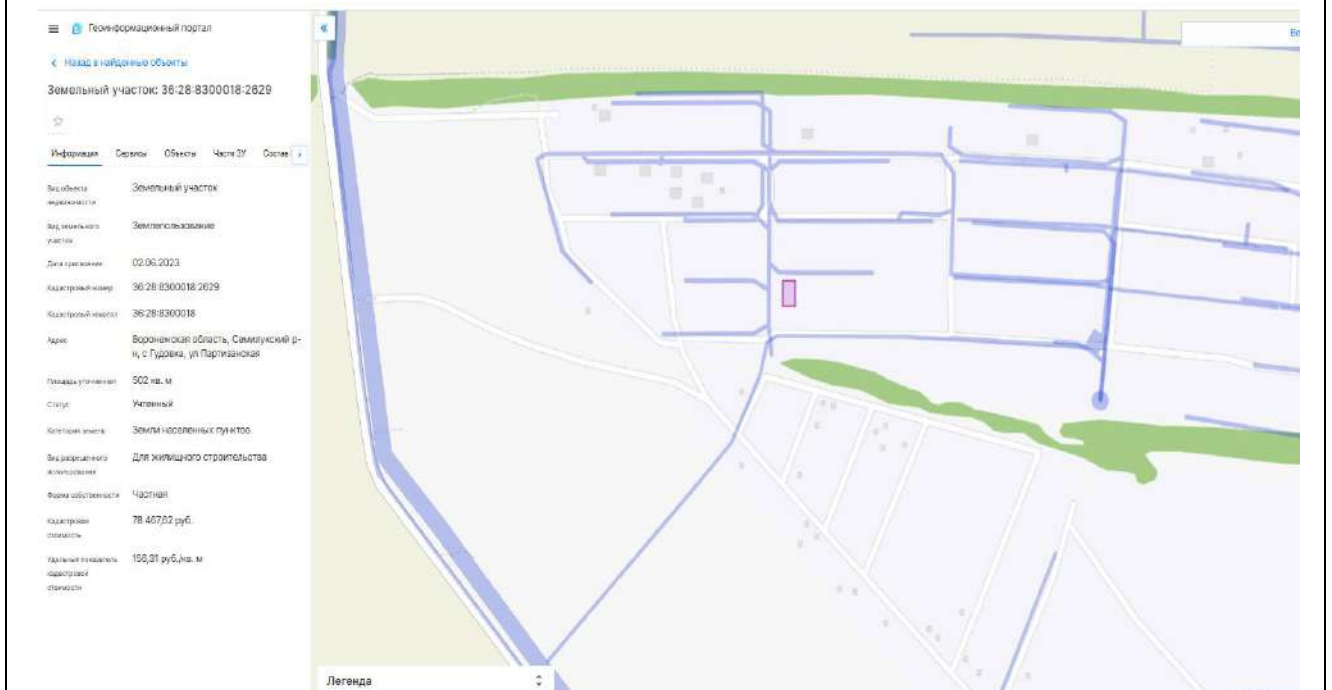 Геоинформационный портал
Назад в найденные объекты
Земельный участок: 36:28:8300018:2629
Информация Сервисы Объекты Части ЗУ Состав
Вид объекта недвижимости
Земельный участок
Вид земельного участка
Землепользование
Дата присвоения
02.06.2023
Кадастровый номер
36:28:8300018:2629
Кадастровый квартал
36:28:8300018
Адрес
Воронежская область, Семилукский р-
н, с Гудовка, ул Партизанская
Площадь уточненная
502 кв. м
Статус
Учтенный
Категория земель
Земли населенных пунктов
Вид разрешенного
использования
Для жилищного строительства
Форма собственности
Частная
Кадастровая
стоимость
78 467,62 руб.
Удельный показатель
кадастровой
стоимости
156,31 руб./кв. м
Легенда